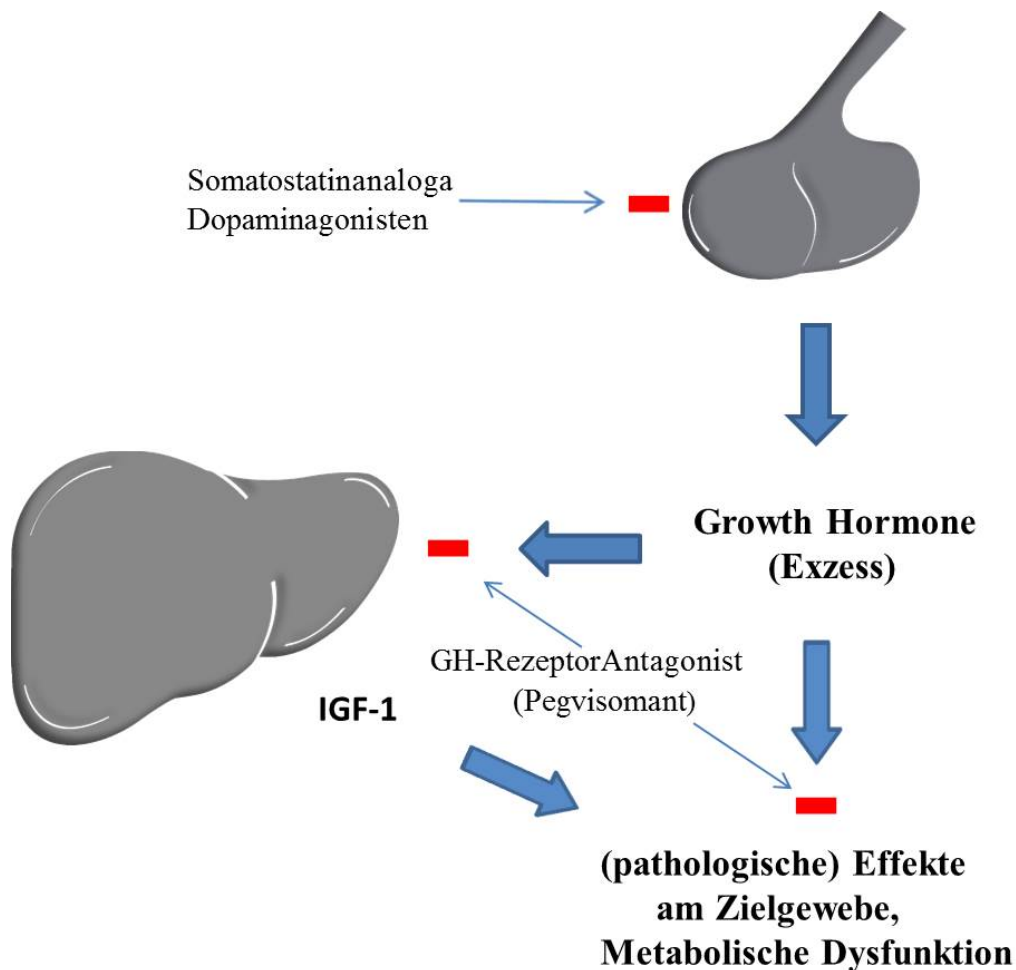 Somatostatinanaloga
Dopaminagonisten
Growth Hormone
(Exzess)
GH-RezeptorAntagonist
(Pegvisomant)
IGF-1
(pathologische) Effekte
am Zielgewebe,
Metabolische Dysfunktion